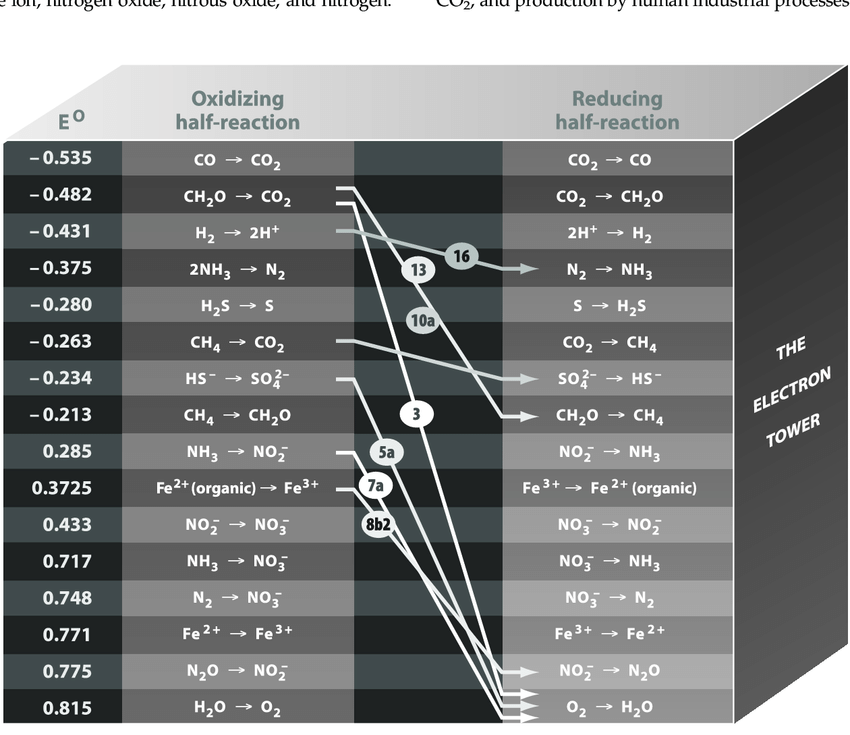 e ion, nitrogen oxide, nitrous oxide, and nitrogen.
CO₂, and production by human industrial processes
E⁰ Oxidizing half-reaction Reducing half-reaction
– 0.535 CO → CO₂ CO₂ → CO
– 0.482 CH₂O → CO₂ CO₂ → CH₂O
– 0.431 H₂ → 2H⁺ 2H⁺ → H₂
16
– 0.375 2NH₃ → N₂ 13 N₂ → NH₃
– 0.280 H₂S → S 10a S → H₂S
– 0.263 CH₄ → CO₂ CO₂ → CH₄
– 0.234 HS⁻ → SO₄²⁻ SO₄²⁻ → HS⁻
– 0.213 CH₄ → CH₂O 3 CH₂O → CH₄
0.285 NH₃ → NO₂⁻ 5a NO₂⁻ → NH₃
0.3725 Fe²⁺(organic) → Fe³⁺ 7a Fe³⁺ → Fe²⁺ (organic)
0.433 NO₂⁻ → NO₃⁻ 8b2 NO₃⁻ → NO₂⁻
0.717 NH₃ → NO₃⁻ NO₃⁻ → NH₃
0.748 N₂ → NO₃⁻ NO₃⁻ → N₂
0.771 Fe²⁺ → Fe³⁺ Fe³⁺ → Fe²⁺
0.775 N₂O → NO₂⁻ NO₂⁻ → N₂O
0.815 H₂O → O₂ O₂ → H₂O
THE
ELECTRON
TOWER